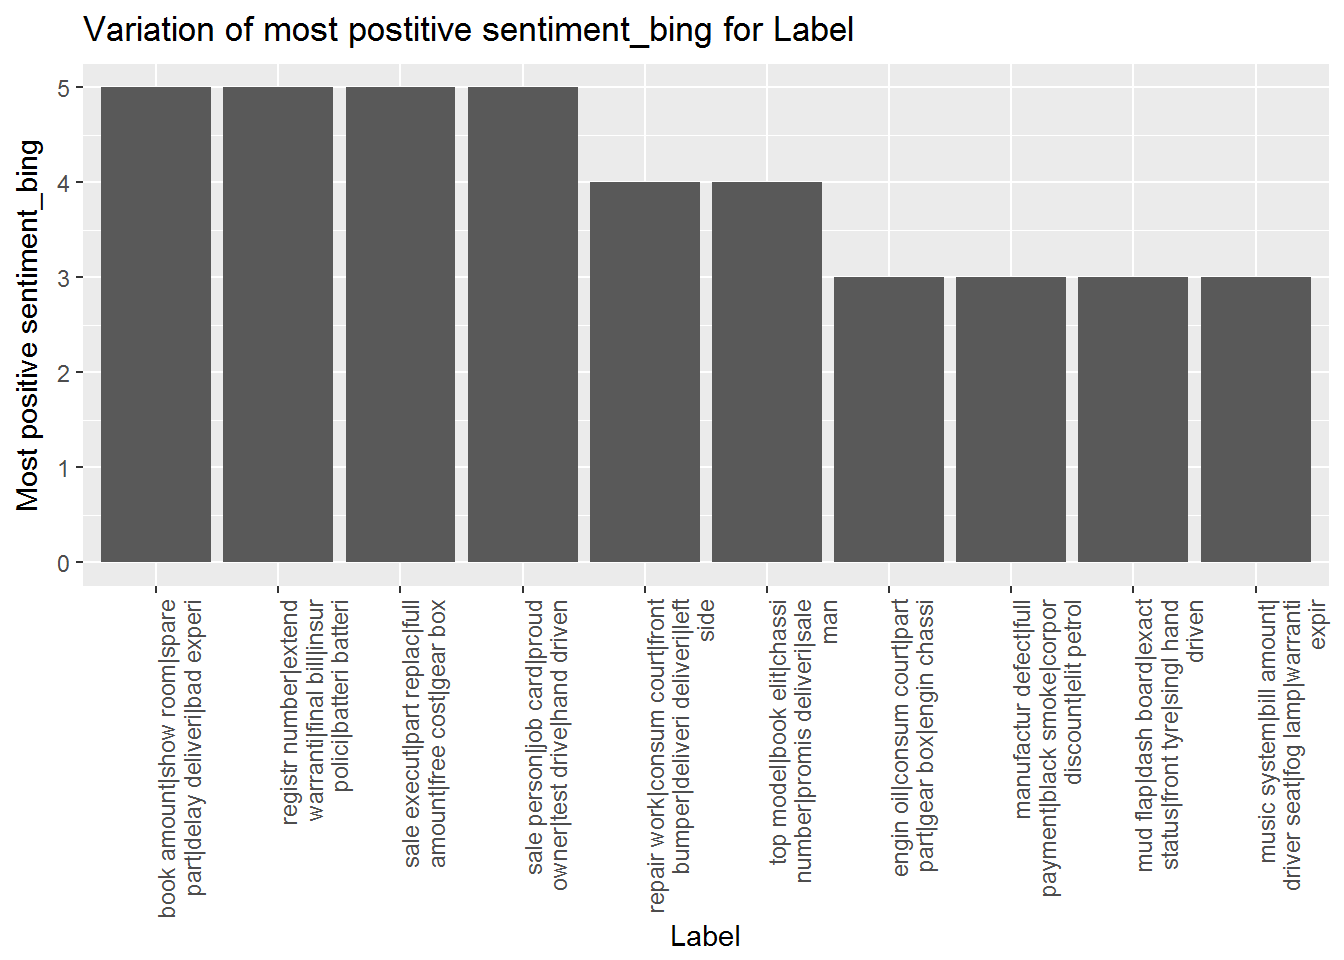 Variation of most postitive sentiment_bing for Label
Most positive sentiment_bing
5
4
3
2
1
0
book amount|show room|spare
part|delay deliveri|bad experi
registr number|extend
warranti|final bill|insur
polici|batteri batteri
sale execut|part replac|full
amount|free cost|gear box
sale person|job card|proud
owner|test drive|hand driven
repair work|consum court|front
bumper|deliveri deliveri|left
side
top model|book elit|chassi
number|promis deliveri|sale
man
engin oil|consum court|part
part|gear box|engin chassi
manufactur defect|full
payment|black smoke|corpor
discount|elit petrol
mud flap|dash board|exact
status|front tyre|singl hand
driven
music system|bill amount|
driver seat|fog lamp|warranti
expir
Label